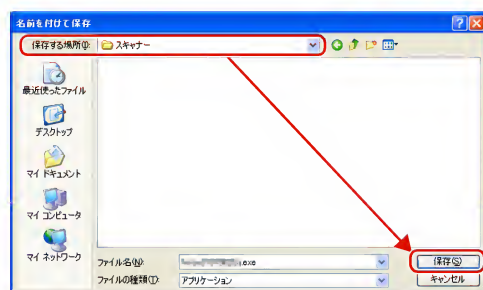 名前を付けて保存
保存する場所(I): スキャナー
最近使ったファイル
デスクトップ
マイ ドキュメント
マイ コンピュータ
マイ ネットワーク
ファイル名(N): .exe 保存(S)
ファイルの種類(T): アプリケーション キャンセル